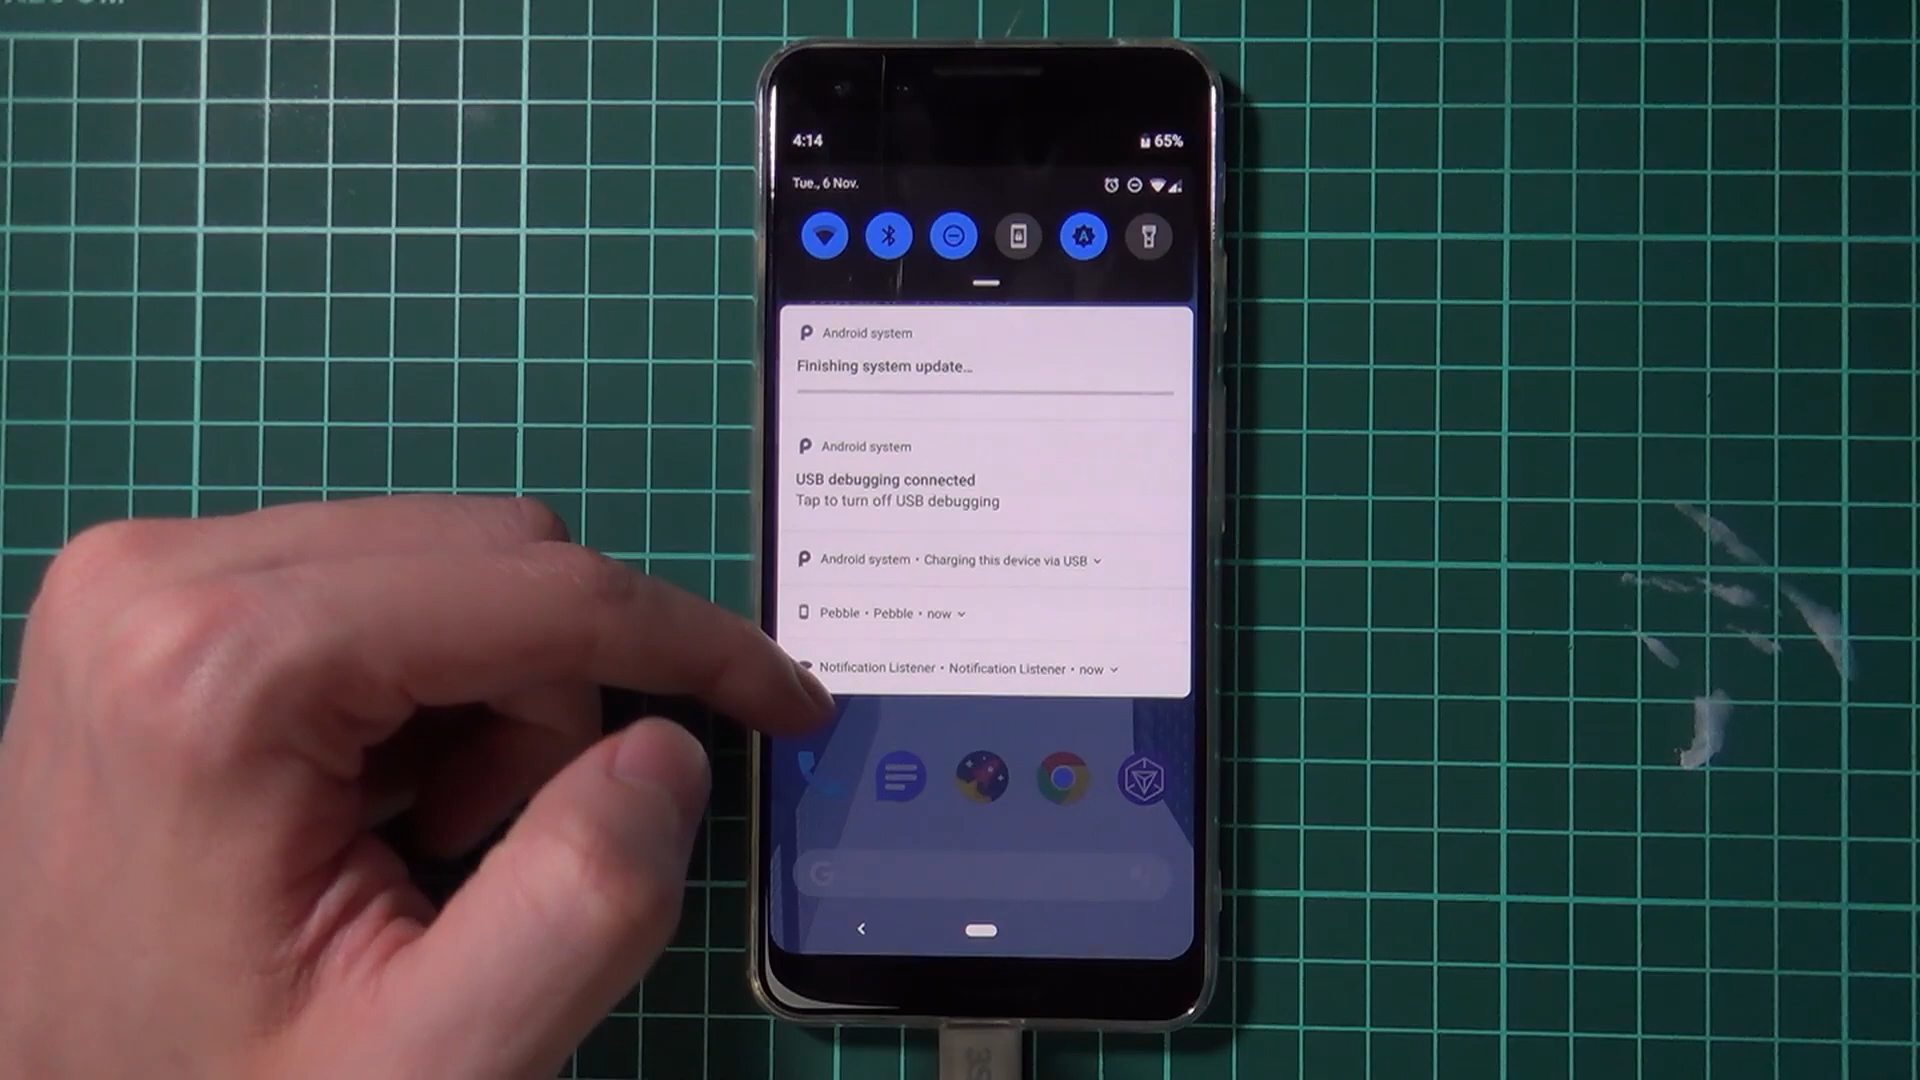 4:14
65%
Tue., 6 Nov.
Android system
Finishing system update…
Android system
USB debugging connected
Tap to turn off USB debugging
Android system • Charging this device via USB
Pebble • Pebble • now
Notification Listener • Notification Listener • now